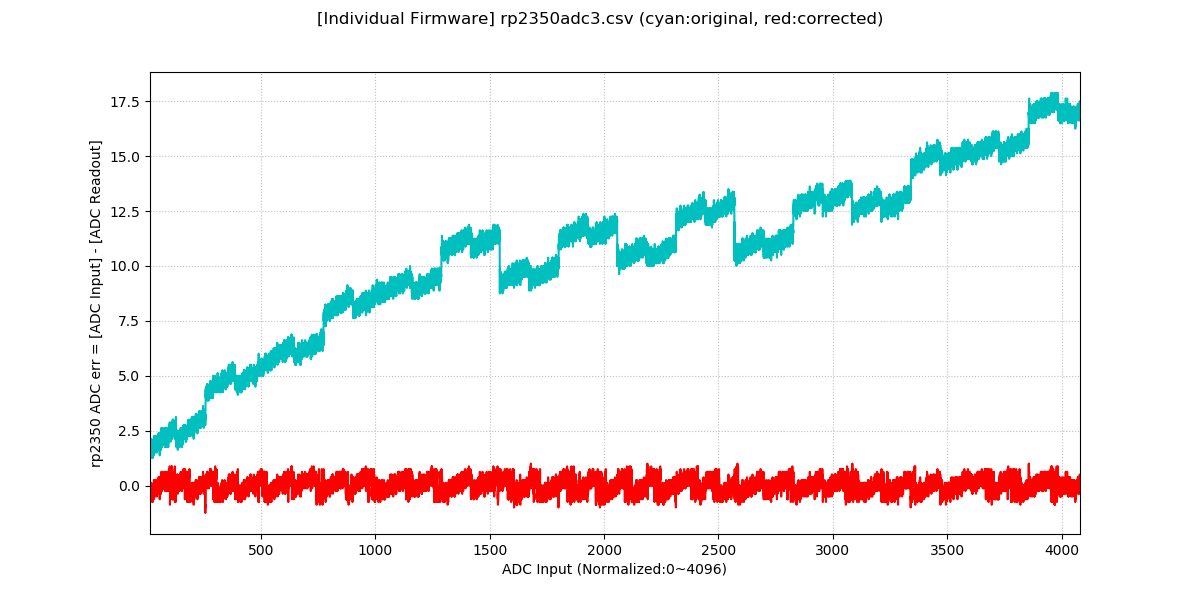 [Individual Firmware] rp2350adc3.csv (cyan:original, red:corrected)
rp2350 ADC err = [ADC Input] - [ADC Readout]
17.5
15.0
12.5
10.0
7.5
5.0
2.5
0.0
500 1000 1500 2000 2500 3000 3500 4000
ADC Input (Normalized:0~4096)